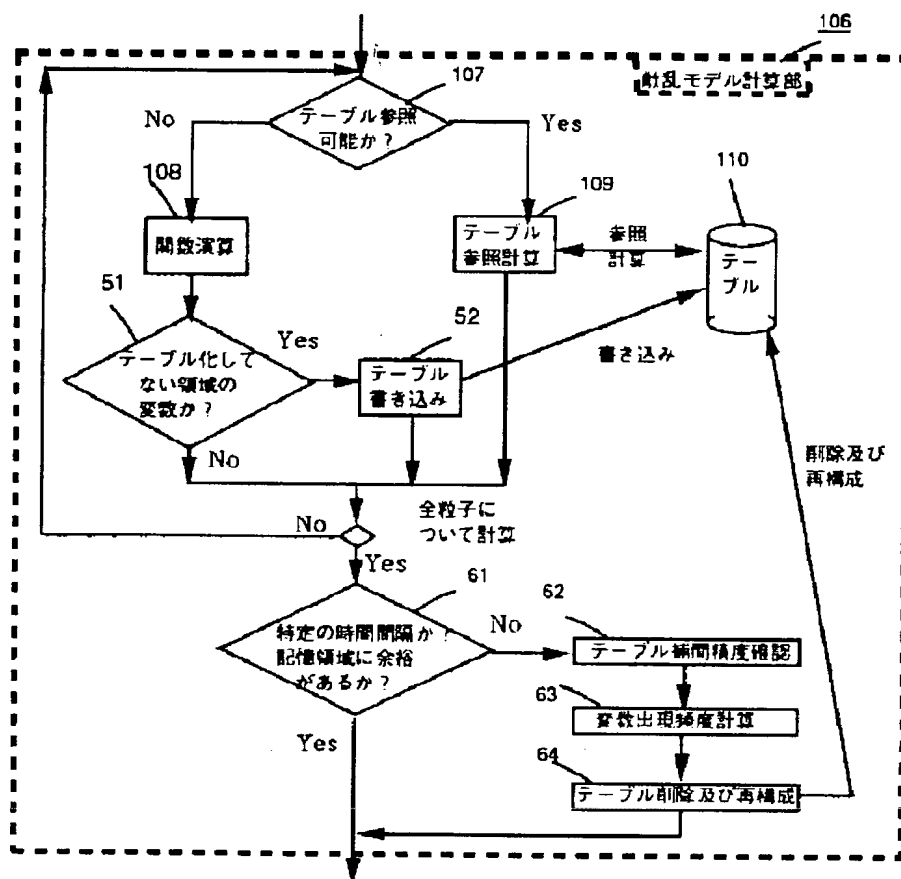 106
散乱モデル計算部
107
テーブル参照
可能か？
No
Yes
108
関数演算
109
テーブル
参照計算
参照
計算
110
テー
ブル
51
テーブル化して
ない領域の
変数か？
Yes
52
テーブル
書き込み
書き込み
No
削除及び
再構成
全粒子に
ついて計算
No
Yes
61
特定の時間間隔か？
記憶領域に余裕
があるか？
No
62
テーブル補間精度確認
63
変数出現頻度計算
Yes
64
テーブル削除及び再構成